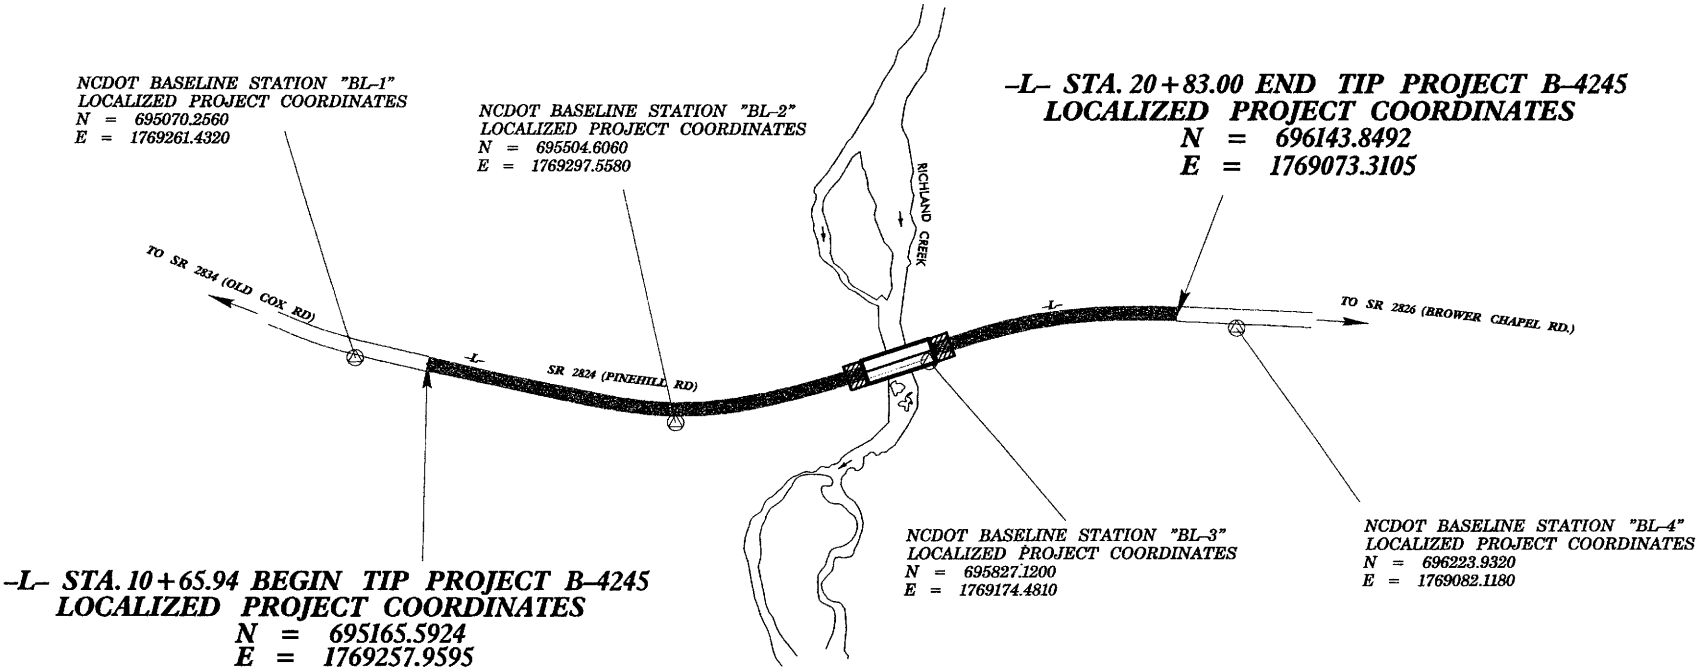 NCDOT BASELINE STATION "BL-1"
LOCALIZED PROJECT COORDINATES
N = 695070.2560
E = 1769261.4320
NCDOT BASELINE STATION "BL-2"
LOCALIZED PROJECT COORDINATES
N = 695504.6060
E = 1769297.5580
-L- STA. 20+83.00 END TIP PROJECT B-4245
LOCALIZED PROJECT COORDINATES
N = 696143.8492
E = 1769073.3105
RICHLAND CREEK
TO SR 2834 (OLD COX RD)
-L-
SR 2824 (PINEHILL RD)
-L-
TO SR 2826 (BROWER CHAPEL RD.)
-L- STA. 10+65.94 BEGIN TIP PROJECT B-4245
LOCALIZED PROJECT COORDINATES
N = 695165.5924
E = 1769257.9595
NCDOT BASELINE STATION "BL-3"
LOCALIZED PROJECT COORDINATES
N = 695827.1200
E = 1769174.4810
NCDOT BASELINE STATION "BL-4"
LOCALIZED PROJECT COORDINATES
N = 696223.9320
E = 1769082.1180